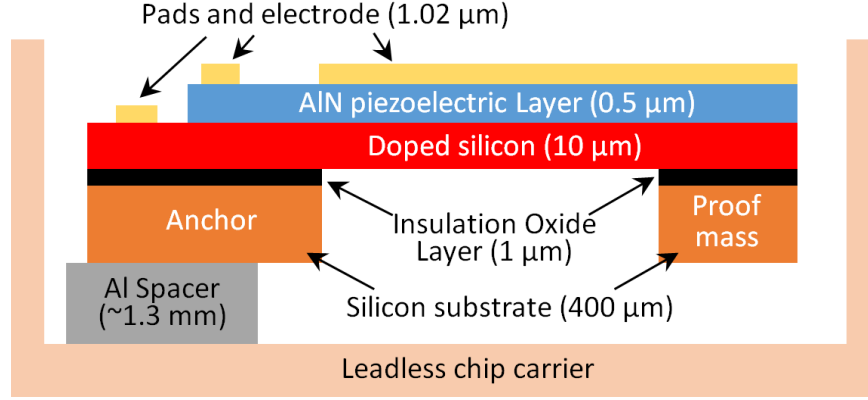 Pads and electrode (1.02 µm)
AlN piezoelectric Layer (0.5 µm)
Doped silicon (10 µm)
Anchor
Insulation Oxide
Layer (1 µm)
Proof
mass
Al Spacer
(~1.3 mm)
Silicon substrate (400 µm)
Leadless chip carrier